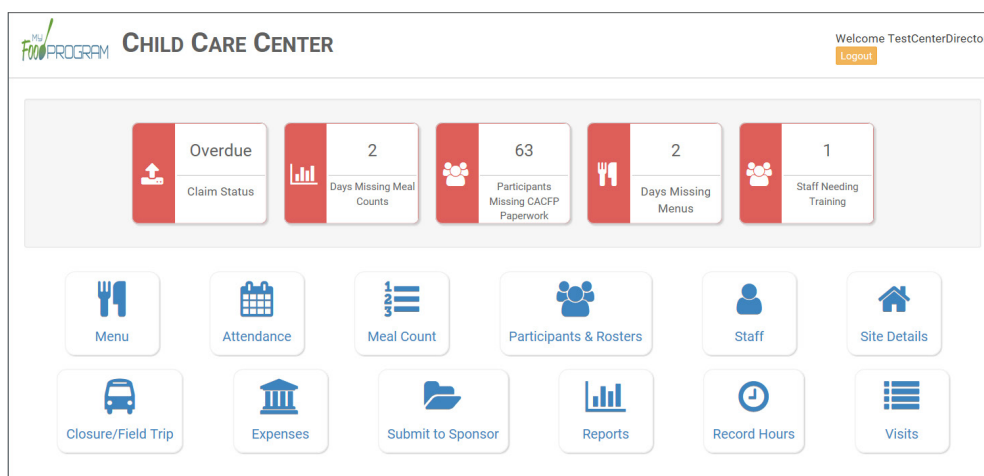 My
Food PROGRAM
CHILD CARE CENTER
Welcome TestCenterDirecto
Logout
Overdue
Claim Status
2
Days Missing Meal
Counts
63
Participants
Missing CACFP
Paperwork
2
Days Missing
Menus
1
Staff Needing
Training
1
2
3
Menu
Attendance
Meal Count
Participants & Rosters
Staff
Site Details
Closure/Field Trip
Expenses
Submit to Sponsor
Reports
Record Hours
Visits